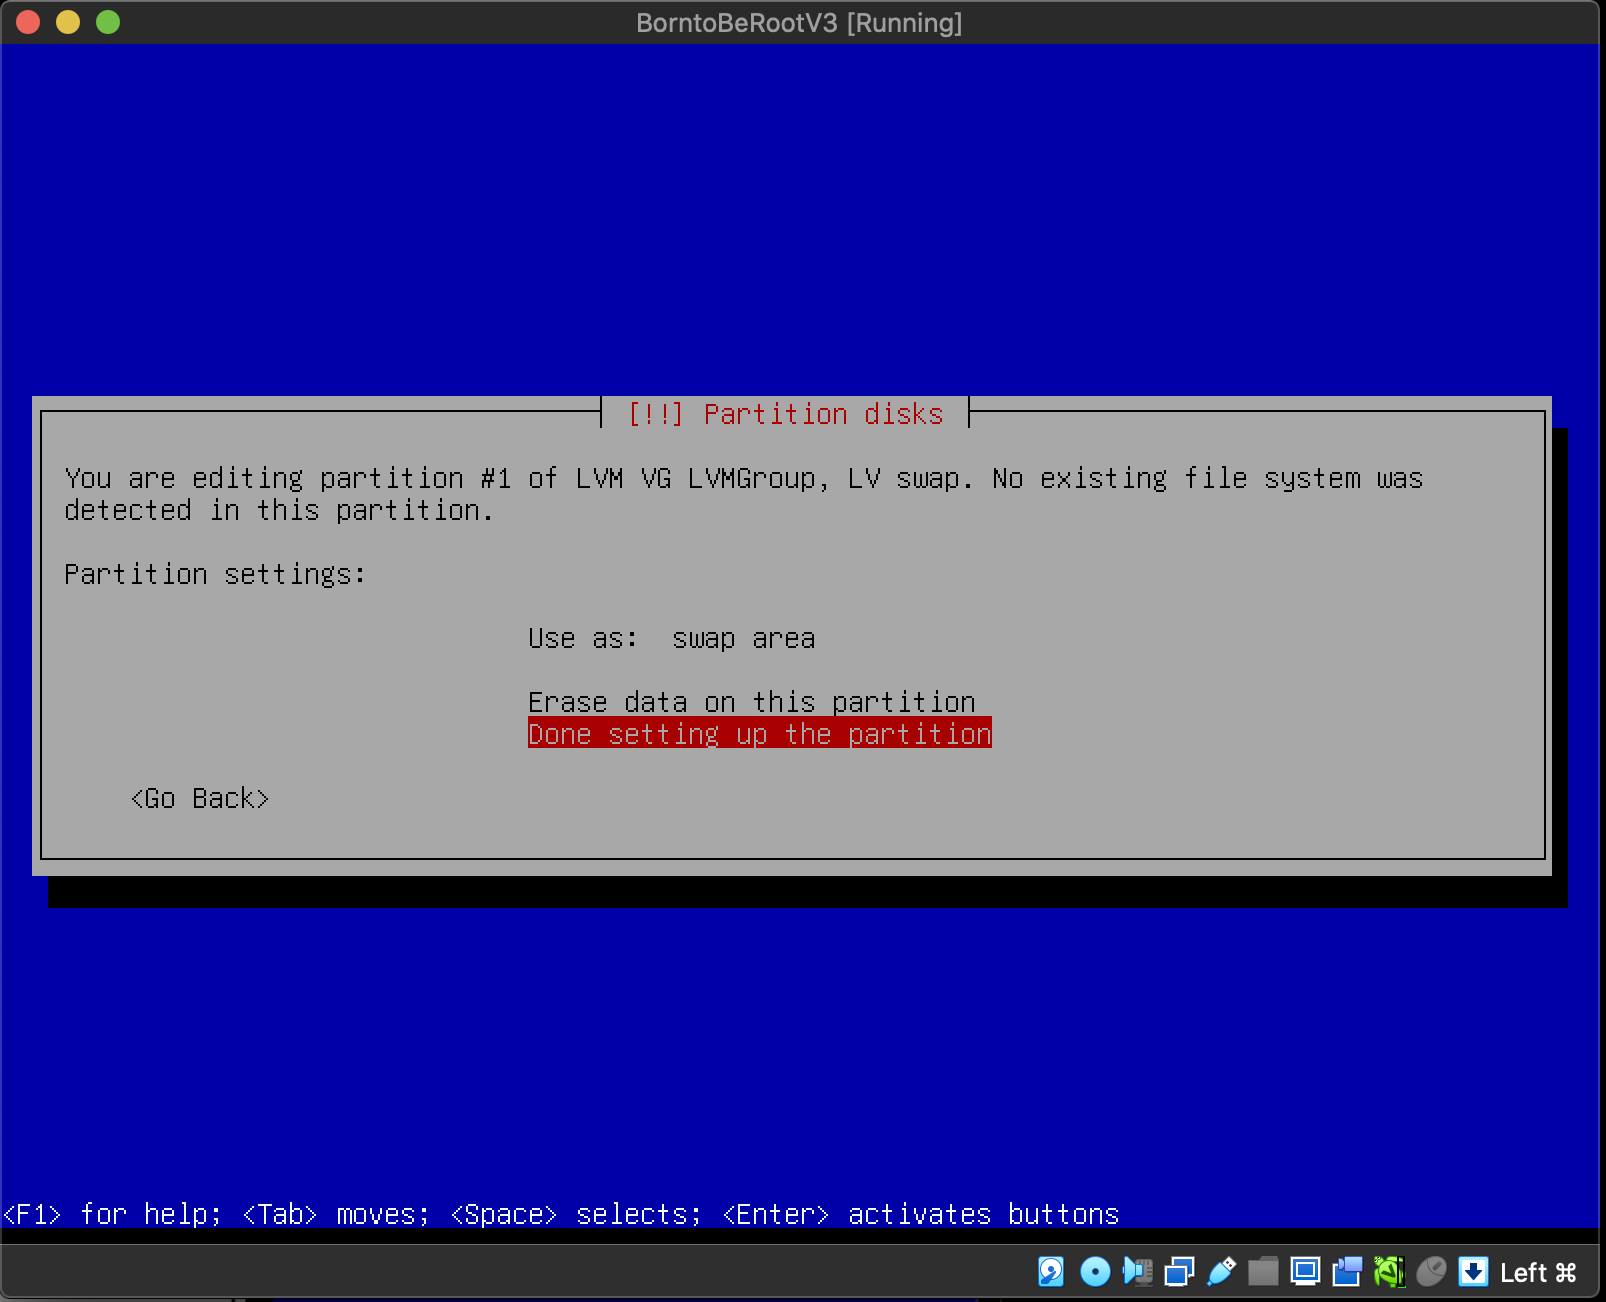 BorntoBeRootV3 [Running]
[!!] Partition disks
You are editing partition #1 of LVM VG LVMGroup, LV swap. No existing file system was
detected in this partition.
Partition settings:
Use as:  swap area
Erase data on this partition
Done setting up the partition
<Go Back>
<F1> for help; <Tab> moves; <Space> selects; <Enter> activates buttons
Left ⌘